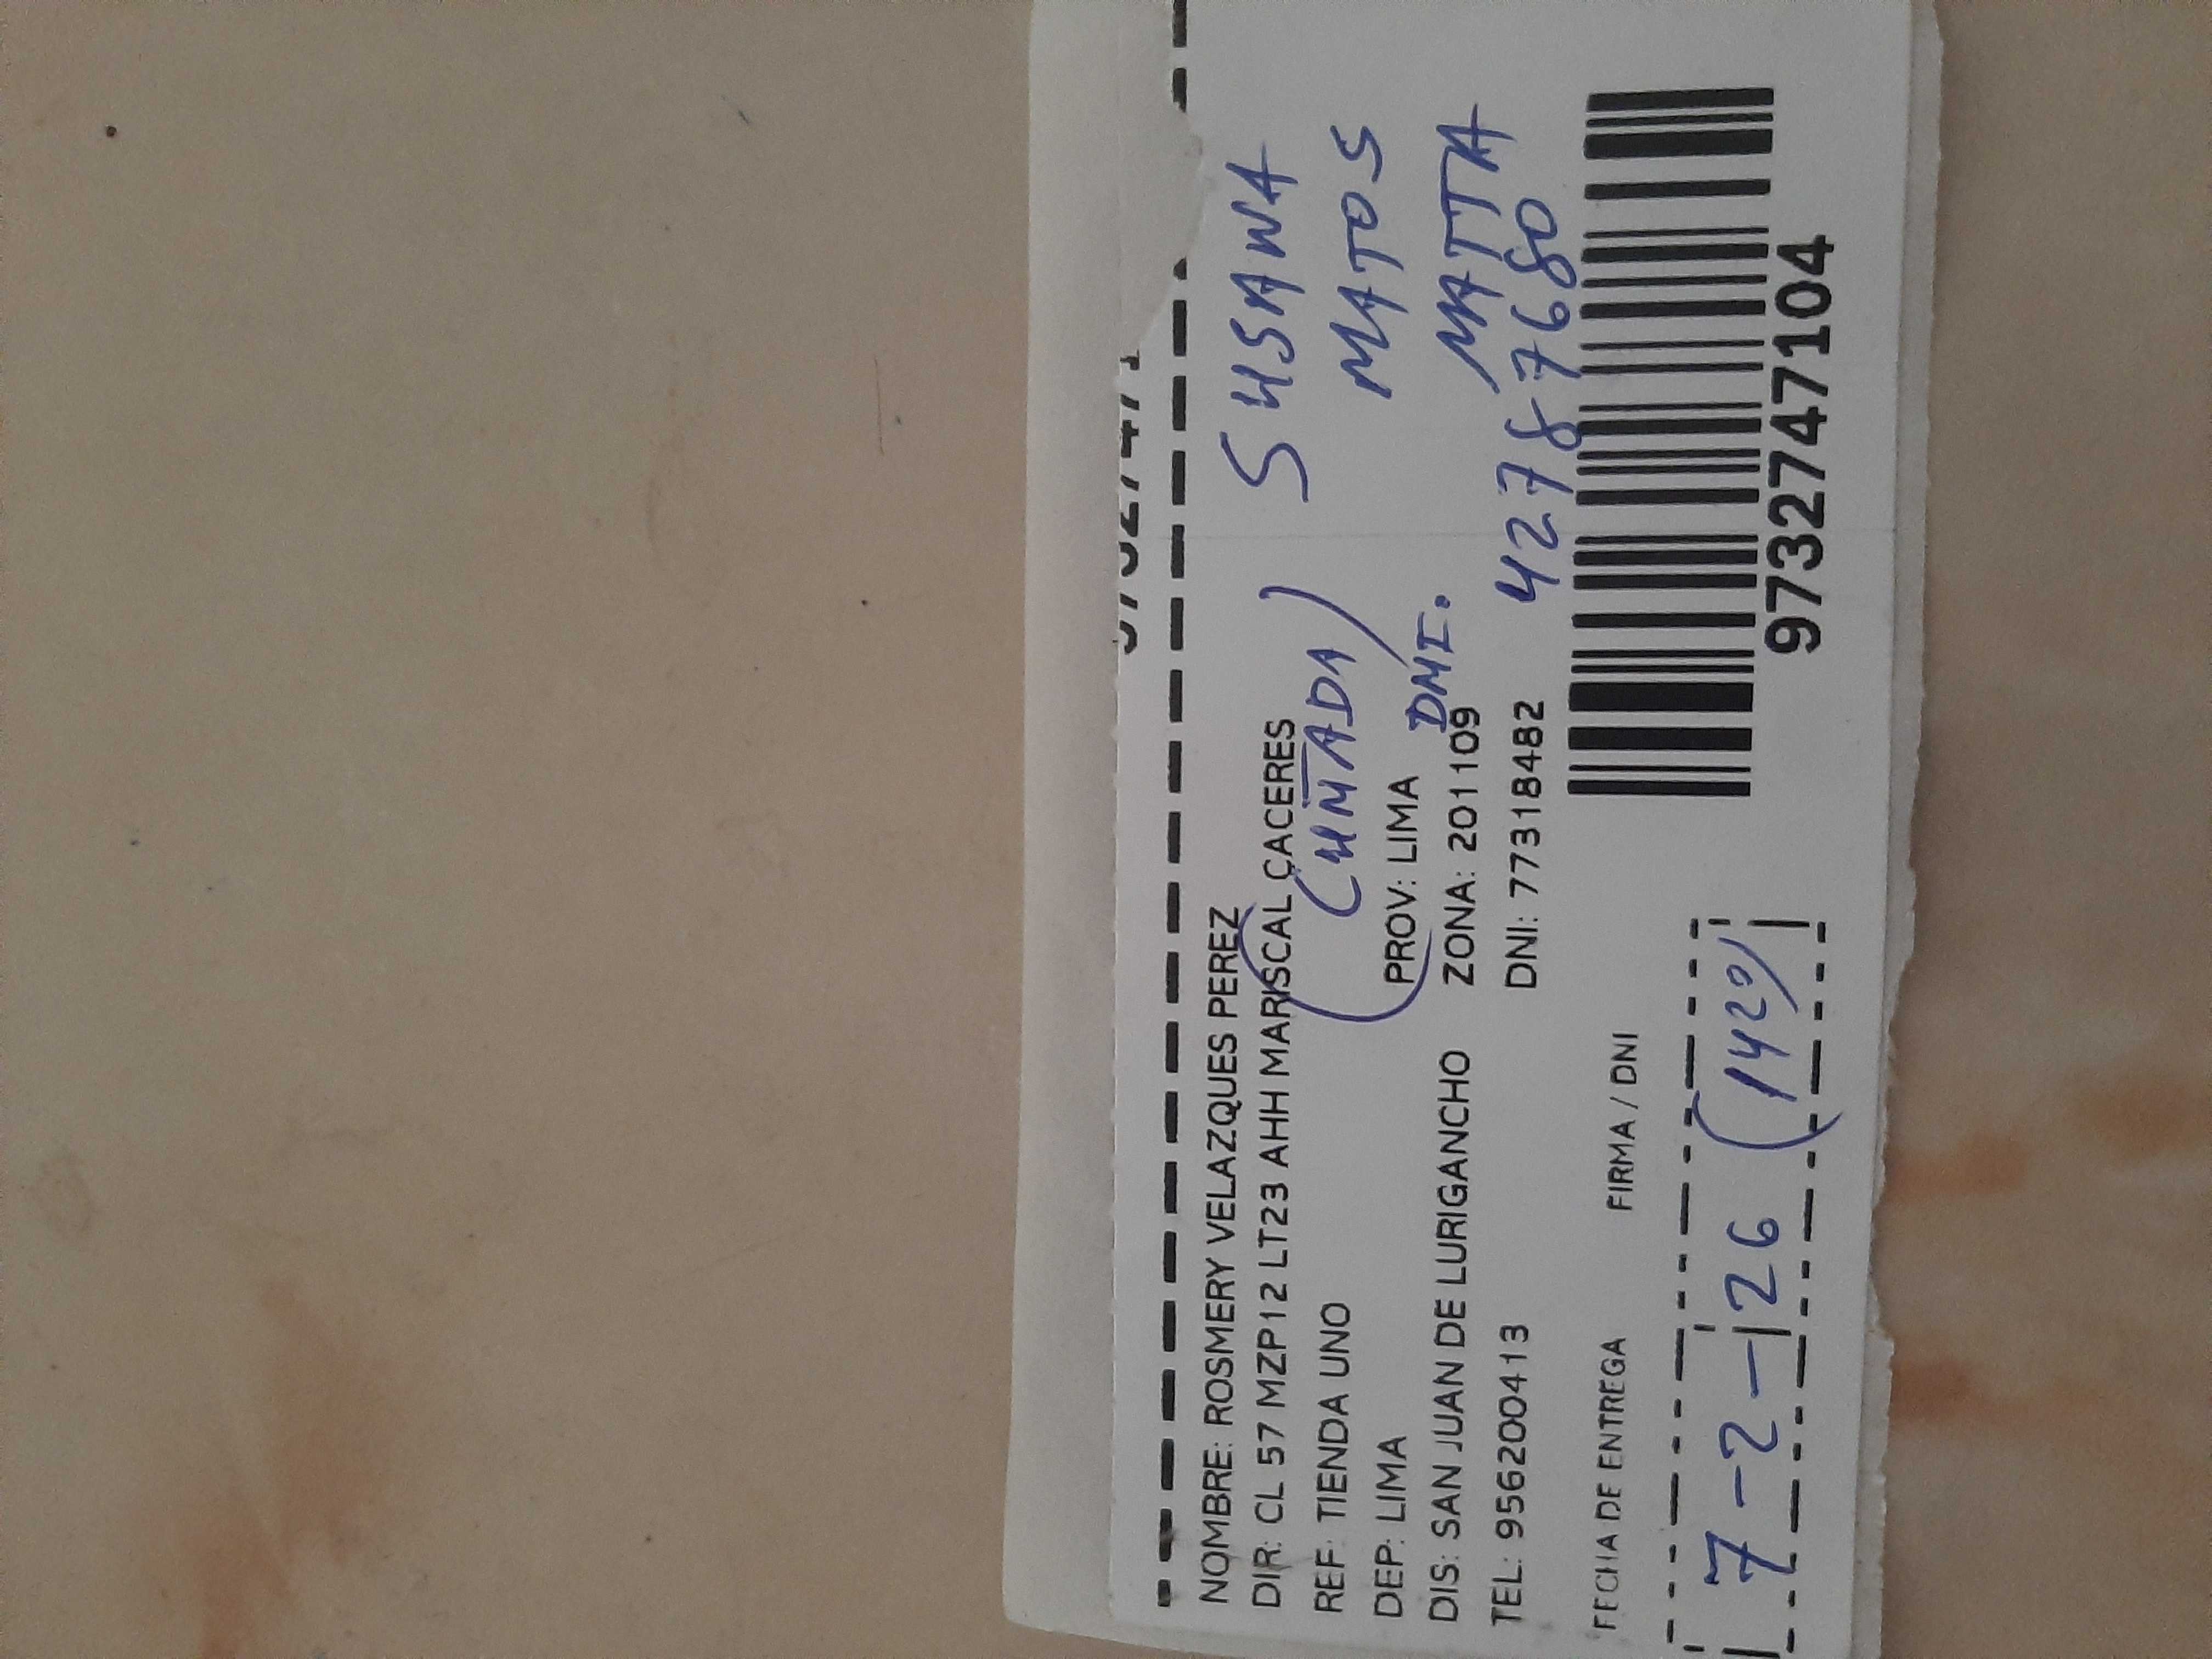 NOMBRE: ROSMERY VELAZQUES PEREZ
DIR: CL 57 MZP12 LT23 AHH MARISCAL CACERES
REF: TIENDA UNO
DEP: LIMA PROV: LIMA
DIS: SAN JUAN DE LURIGANCHO ZONA: 2011109
TEL: 956200413 DNI: 77318482
SUSANA
MATOS
MATTA
(CUÑADA)
DNI.
42787680
FECHA DE ENTREGA FIRMA / DNI
7-2-26 (1420)
9732747104